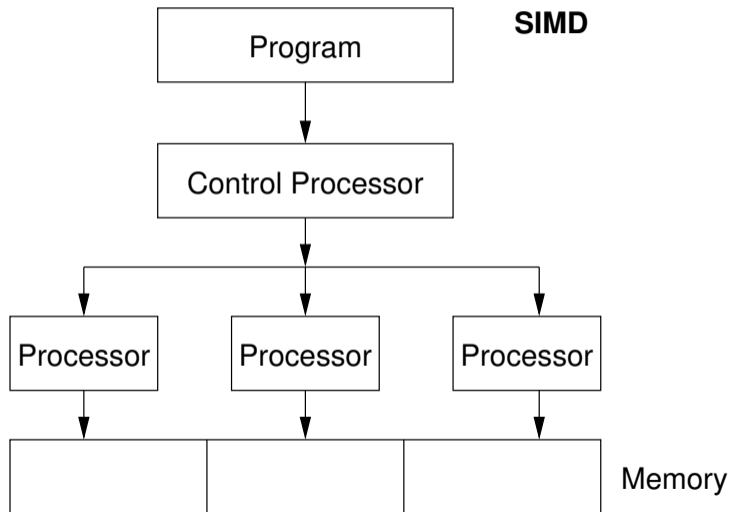 SIMD
Program
Control Processor
Processor
Processor
Processor
Memory